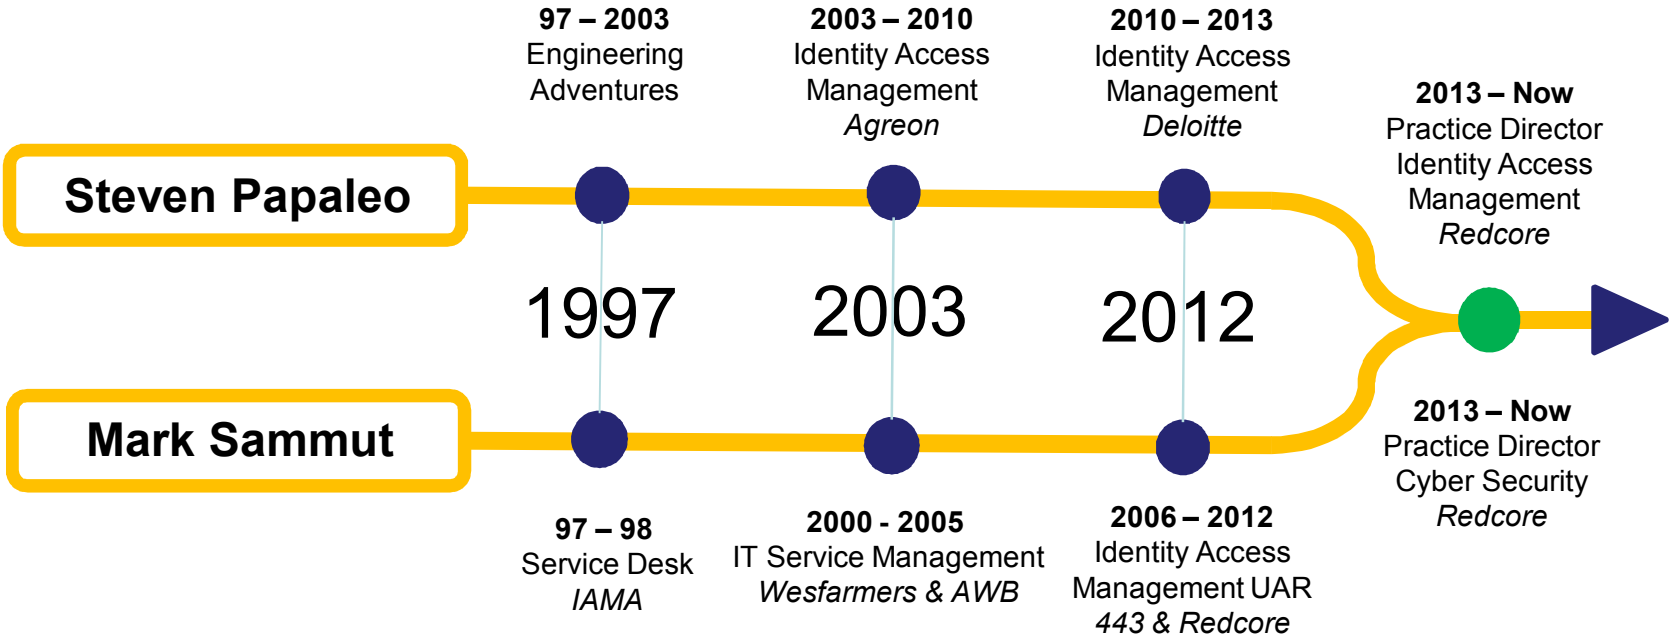 97 – 2003
Engineering
Adventures
2003 – 2010
Identity Access
Management
Agreon
2010 – 2013
Identity Access
Management
Deloitte
2013 – Now
Practice Director
Identity Access
Management
Redcore
Steven Papaleo
1997
2003
2012
Mark Sammut
97 – 98
Service Desk
IAMA
2000 - 2005
IT Service Management
Wesfarmers & AWB
2006 – 2012
Identity Access
Management UAR
443 & Redcore
2013 – Now
Practice Director
Cyber Security
Redcore